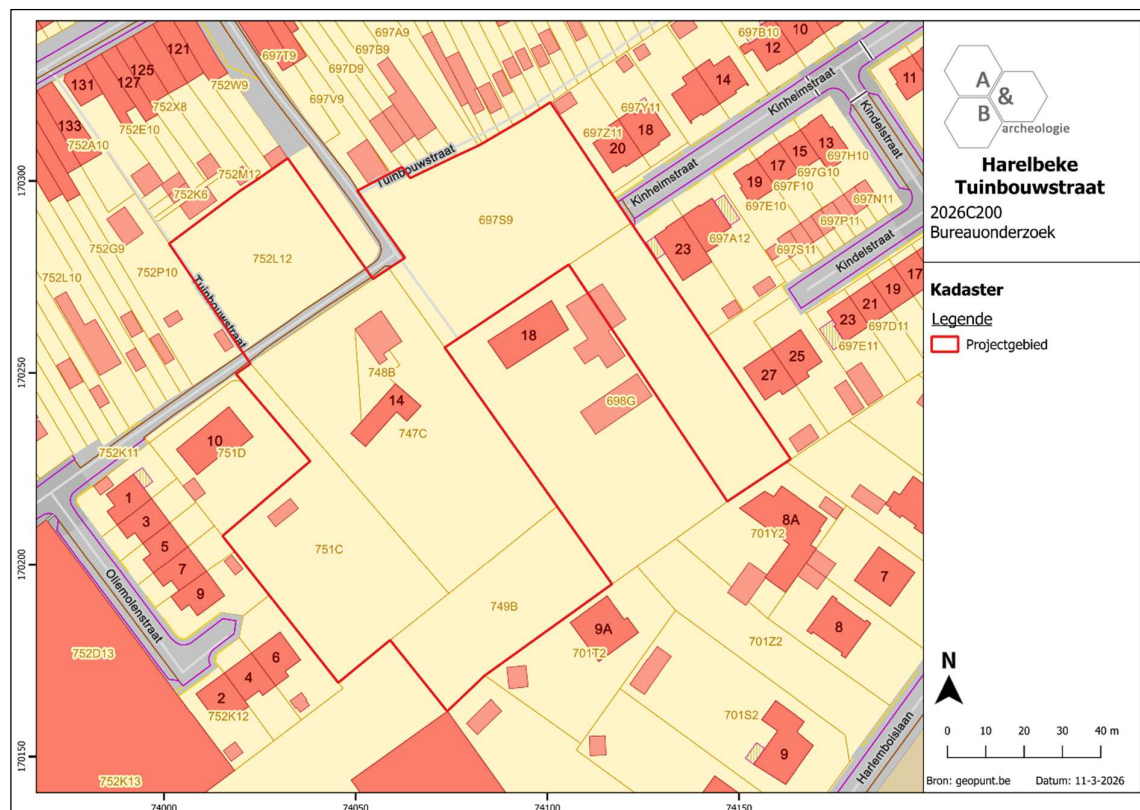 121
125
131
127
133
752W9
752X8
752E10
752A10
752M12
752K6
752G9
752P10
752L10
752L12
697T9
697A9
697B9
697D9
697V9
697B10
10
12
14
11
697Y11
697Z11
18
20
Tuinbouwstraat
Kinheimstraat
Kinheimstraat
Kindelstraat
13
15
17
19
697H10
697G10
697F10
697E10
697N11
697P11
697S11
697S9
23
697A12
Kindelstraat
17
19
21
23
697D11
697E11
25
27
Tuinbouwstraat
18
698G
748B
14
747C
10
751D
752K11
1
3
5
7
9
Oliemolenstraat
751C
749B
752D13
6
4
2
752K12
752K13
9A
701T2
8A
701Y2
7
8
701Z2
701S2
9
Harlemboislaan
170300
170250
170200
170150
74000
74050
74100
74150
A
&
B
archeologie
Harelbeke
Tuinbouwstraat
2026C200
Bureauonderzoek
Kadaster
Legende
Projectgebied
N
0 10 20 30 40 m
Bron: geopunt.be Datum: 11-3-2026